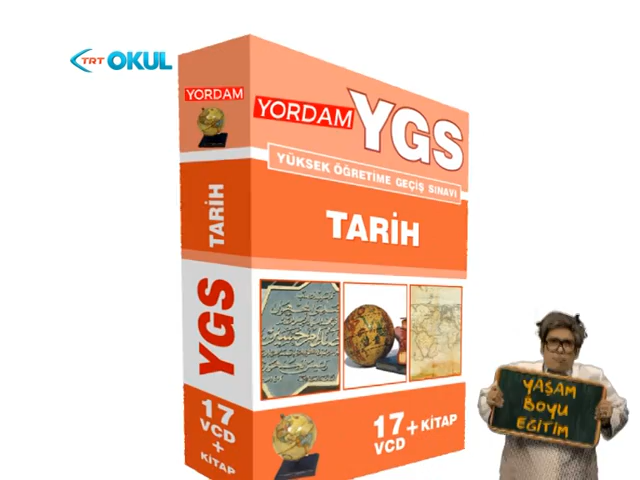 TRT OKUL
YORDAM
TARİH
YGS
17
VCD
+
KİTAP
YORDAM
YGS
YÜKSEK ÖĞRETİME GEÇİŞ SINAVI
TARİH
17 + KİTAP
VCD
YAŞAM
BOYU
EĞİTİM